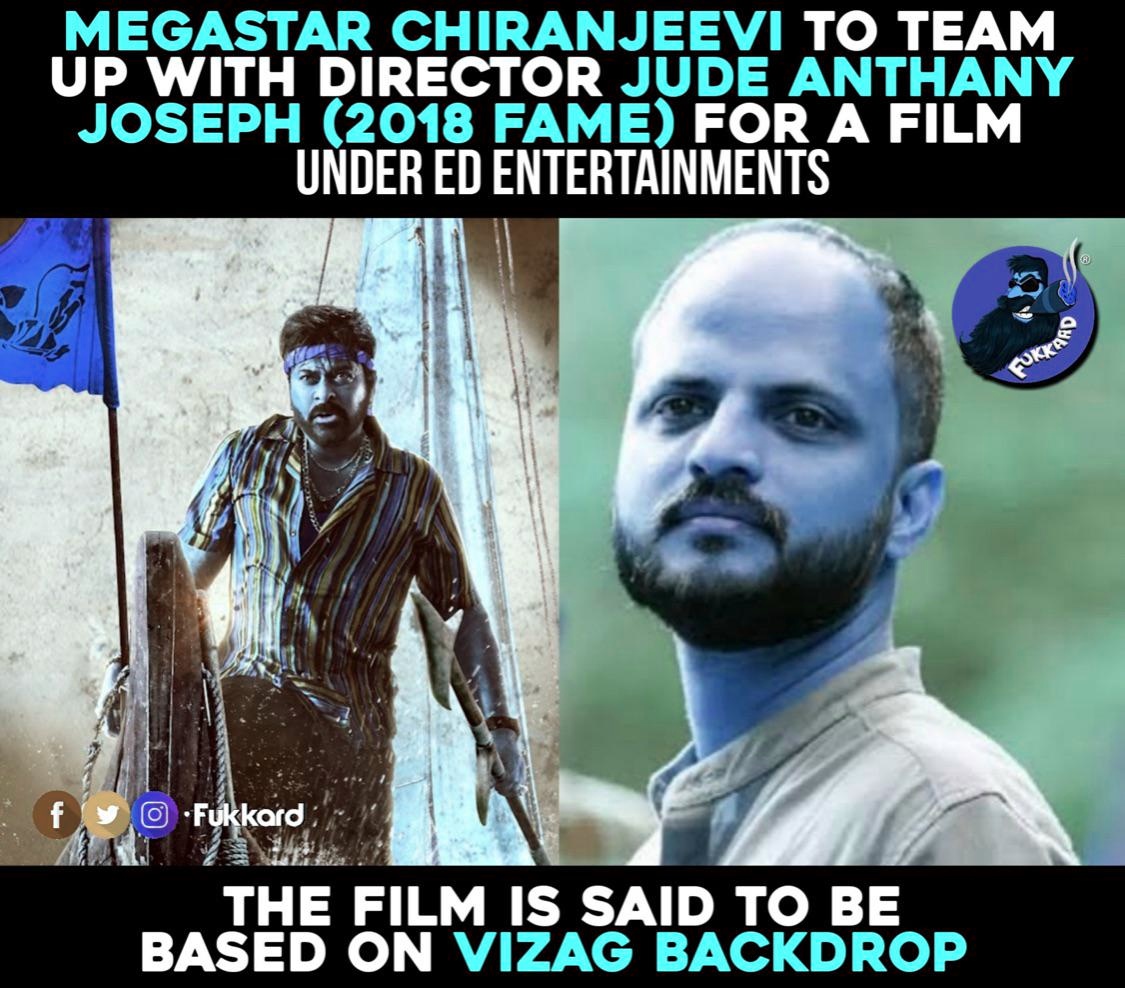 MEGASTAR CHIRANJEEVI TO TEAM
UP WITH DIRECTOR JUDE ANTHANY
JOSEPH (2018 FAME) FOR A FILM
UNDER ED ENTERTAINMENTS
FUKKARD
®
f
·Fukkard
THE FILM IS SAID TO BE
BASED ON VIZAG BACKDROP